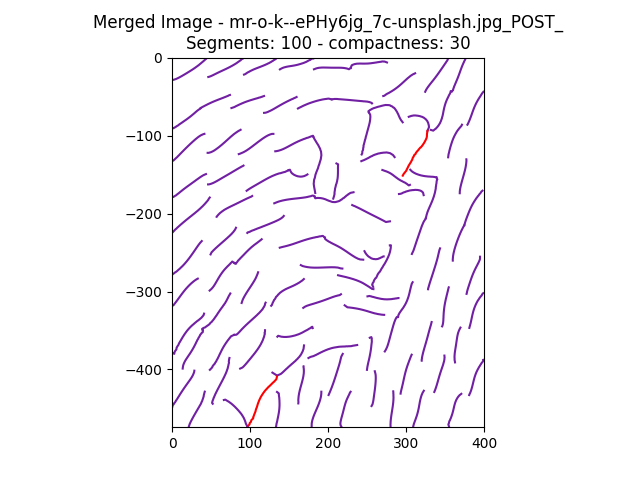 Merged Image - mr-o-k--ePHy6jg_7c-unsplash.jpg_POST_
Segments: 100 - compactness: 30
0
−100
−200
−300
−400
0 100 200 300 400